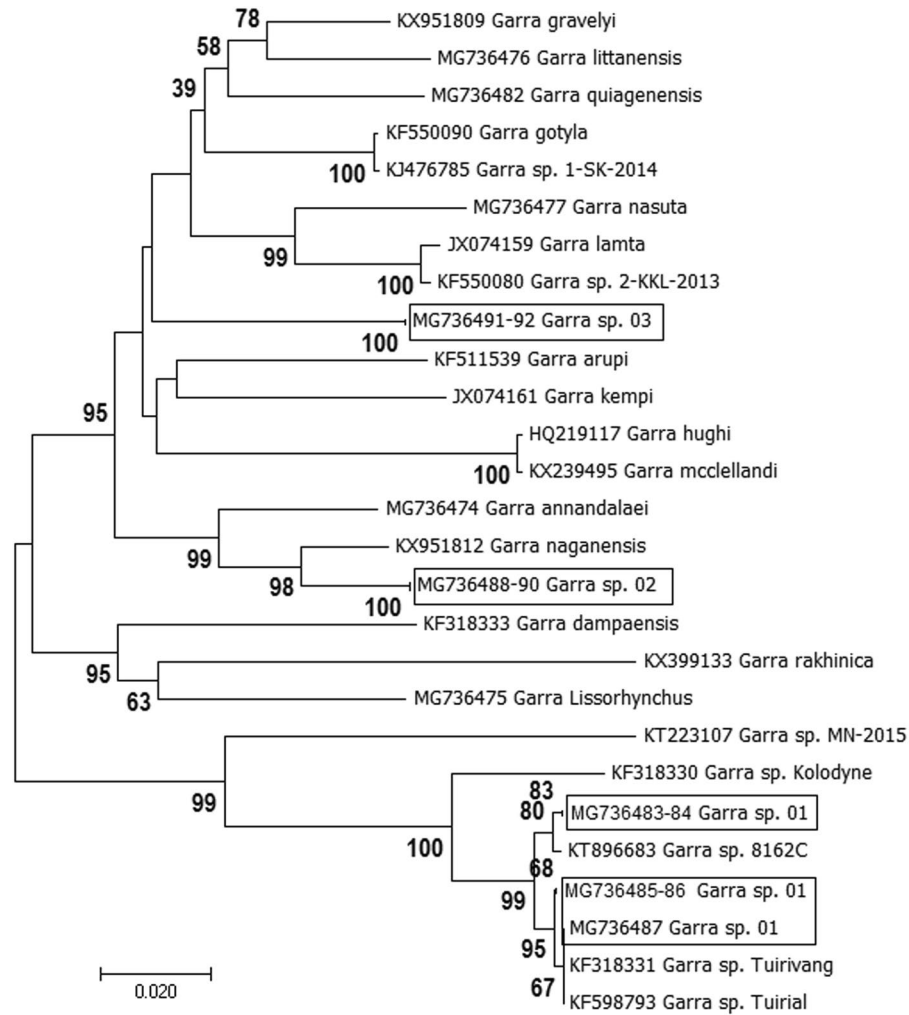 78
KX951809 Garra gravelyi
58
MG736476 Garra littanensis
39
MG736482 Garra quiagenensis
KF550090 Garra gotyla
100
KJ476785 Garra sp. 1-SK-2014
MG736477 Garra nasuta
99
JX074159 Garra lamta
100
KF550080 Garra sp. 2-KKL-2013
MG736491-92 Garra sp. 03
100
KF511539 Garra arupi
JX074161 Garra kempi
95
HQ219117 Garra hughi
100
KX239495 Garra mcclellandi
MG736474 Garra annandalaei
99
KX951812 Garra naganensis
98
MG736488-90 Garra sp. 02
100
KF318333 Garra dampaensis
95
KX399133 Garra rakhinica
63
MG736475 Garra Lissorhynchus
KT223107 Garra sp. MN-2015
99
KF318330 Garra sp. Kolodyne
83
80
MG736483-84 Garra sp. 01
100
KT896683 Garra sp. 8162C
68
MG736485-86 Garra sp. 01
99
MG736487 Garra sp. 01
95
KF318331 Garra sp. Tuirivang
67
KF598793 Garra sp. Tuirial
0.020